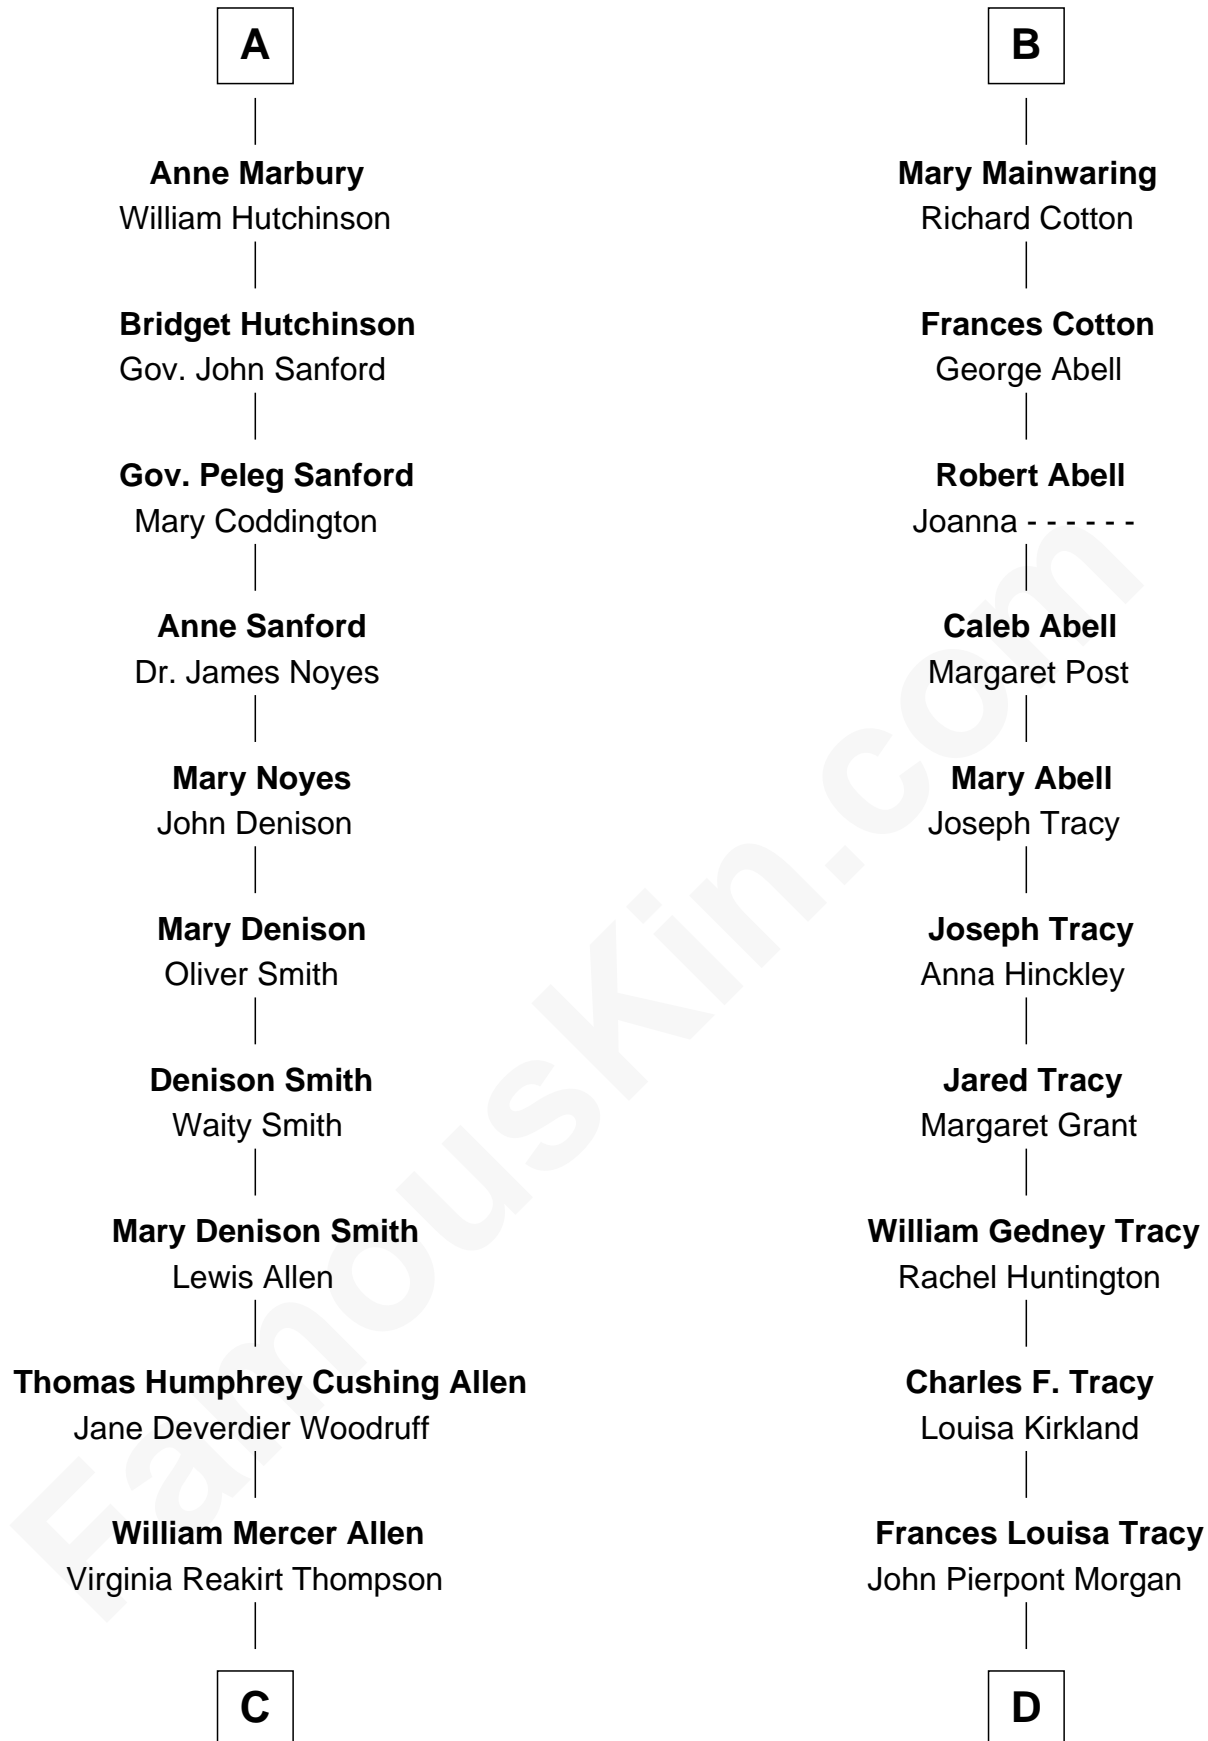 A
Anne Marbury
William Hutchinson
Bridget Hutchinson
Gov. John Sanford
Gov. Peleg Sanford
Mary Coddington
Anne Sanford
Dr. James Noyes
Mary Noyes
John Denison
Mary Denison
Oliver Smith
Denison Smith
Waity Smith
Mary Denison Smith
Lewis Allen
Thomas Humphrey Cushing Allen
Jane Deverdier Woodruff
William Mercer Allen
Virginia Reakirt Thompson
C
B
Mary Mainwaring
Richard Cotton
Frances Cotton
George Abell
Robert Abell
Joanna - - - - - -
Caleb Abell
Margaret Post
Mary Abell
Joseph Tracy
Joseph Tracy
Anna Hinckley
Jared Tracy
Margaret Grant
William Gedney Tracy
Rachel Huntington
Charles F. Tracy
Louisa Kirkland
Frances Louisa Tracy
John Pierpont Morgan
D
FamousKin.com